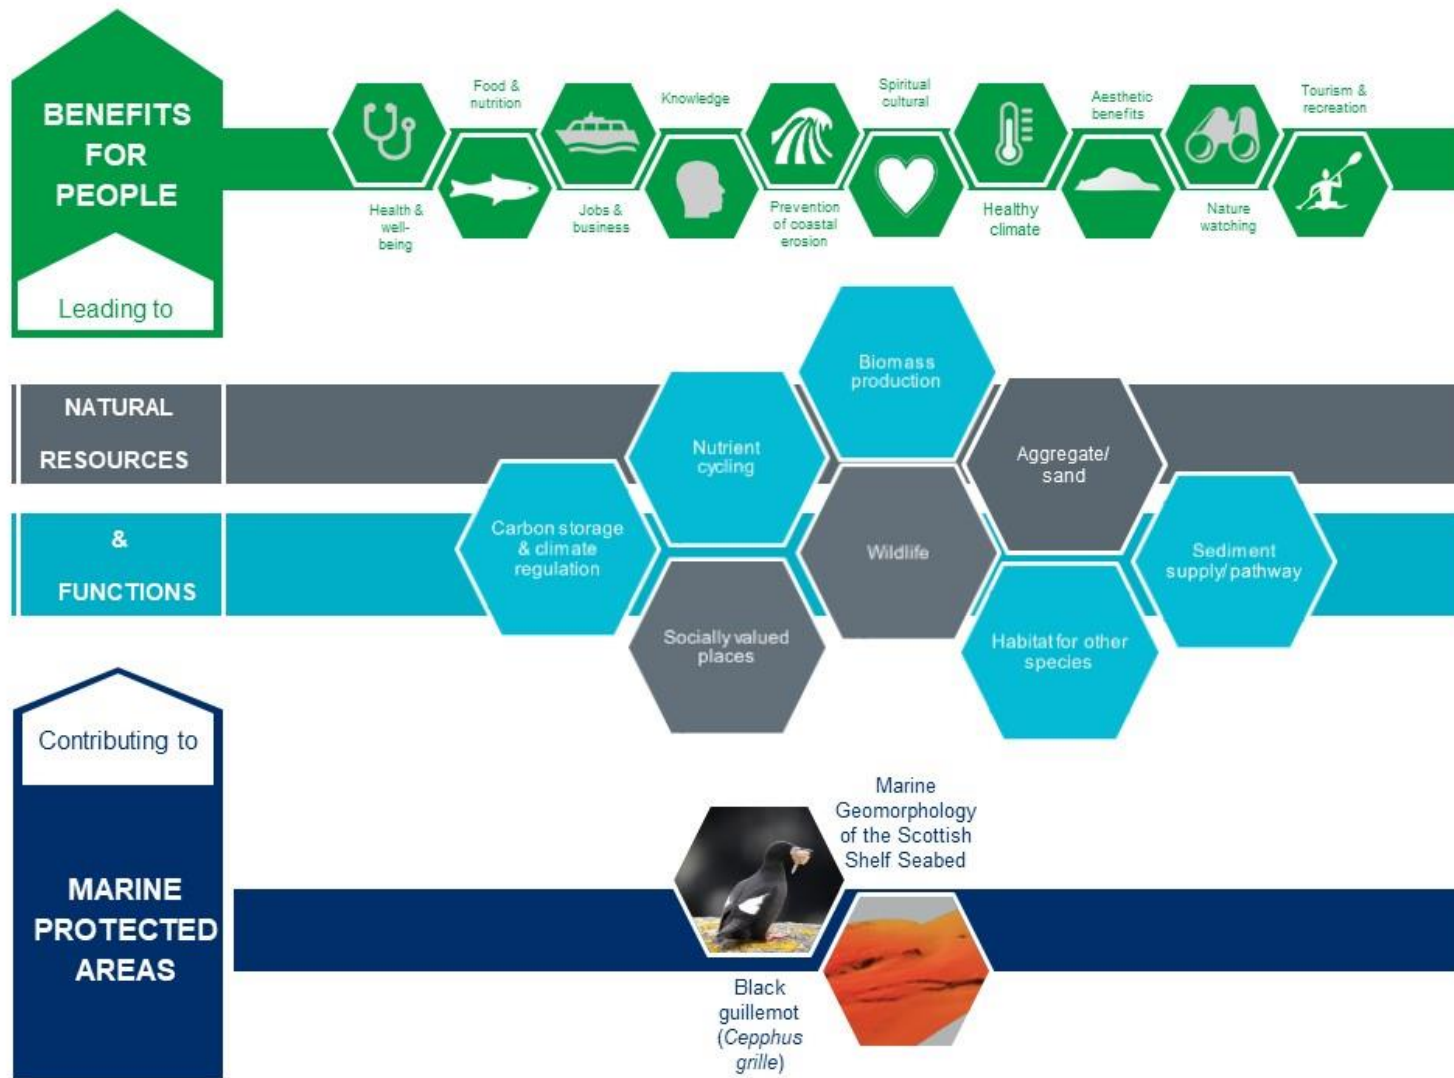 BENEFITS
FOR
PEOPLE
Leading to
Health &
well-
being
Food &
nutrition
Jobs &
business
Knowledge
Prevention
of coastal
erosion
Spiritual
cultural
Healthy
climate
Aesthetic
benefits
Nature
watching
Tourism &
recreation
NATURAL
RESOURCES
&
FUNCTIONS
Carbon storage
& climate
regulation
Nutrient
cycling
Socially valued
places
Biomass
production
Wildlife
Aggregate/
sand
Habitat for other
species
Sediment
supply/pathway
Contributing to
MARINE
PROTECTED
AREAS
Black
guillemot
(Cepphus
grille)
Marine
Geomorphology
of the Scottish
Shelf Seabed